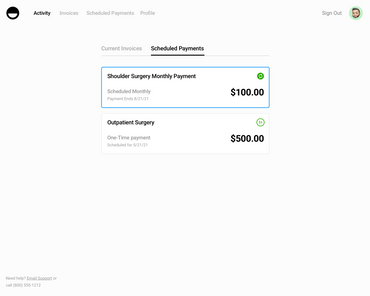 Activity Invoices Scheduled Payments Profile Sign Out
Current Invoices Scheduled Payments
Shoulder Surgery Monthly Payment
Scheduled Monthly
$100.00
Payment Ends 8/21/21
Outpatient Surgery
One-Time payment
$500.00
Scheduled for 5/21/21
Need help? Email Support or
call (555) 555-1212